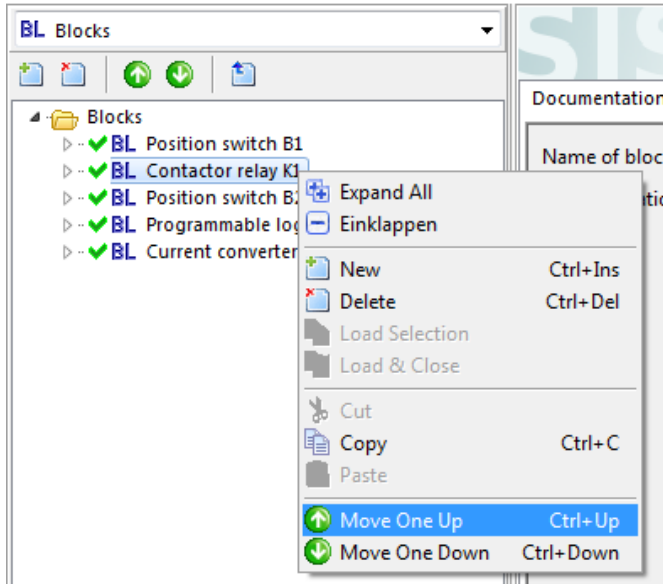 BL Blocks
SIS
Documentation
Blocks
BL Position switch B1
Name of bloc
BL Contactor relay K1
BL Position switch B2
BL Programmable log
BL Current converter
Expand All
Einklappen
New Ctrl+Ins
Delete Ctrl+Del
Load Selection
Load & Close
Cut
Copy Ctrl+C
Paste
Move One Up Ctrl+Up
Move One Down Ctrl+Down